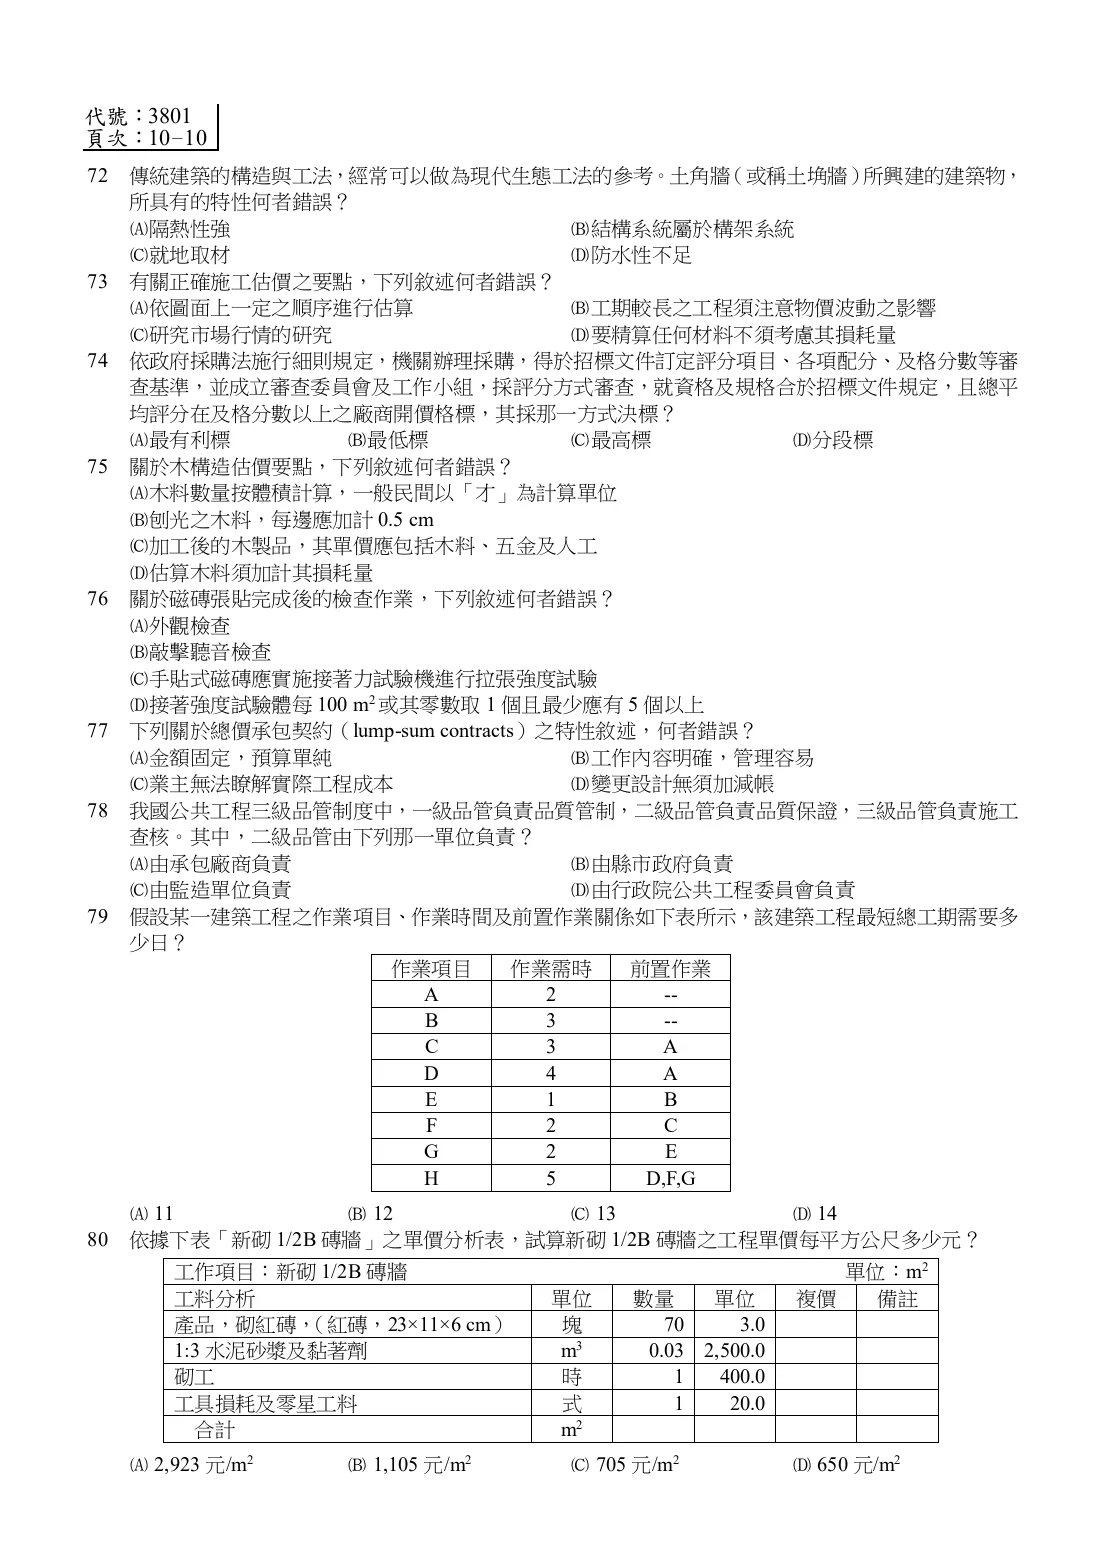 代號：3801
頁次：10－10
72 傳統建築的構造與工法，經常可以做為現代生態工法的參考。土角牆（或稱土埆牆）所興建的建築物，
所具有的特性何者錯誤？
(A)隔熱性強 (B)結構系統屬於構架系統
(C)就地取材 (D)防水性不足
73 有關正確施工估價之要點，下列敘述何者錯誤？
(A)依圖面上一定之順序進行估算 (B)工期較長之工程須注意物價波動之影響
(C)研究市場行情的研究 (D)要精算任何材料不須考慮其損耗量
74 依政府採購法施行細則規定，機關辦理採購，得於招標文件訂定評分項目、各項配分、及格分數等審
查基準，並成立審查委員會及工作小組，採評分方式審查，就資格及規格合於招標文件規定，且總平
均評分在及格分數以上之廠商開價格標，其採那一方式決標？
(A)最有利標 (B)最低標 (C)最高標 (D)分段標
75 關於木構造估價要點，下列敘述何者錯誤？
(A)木料數量按體積計算，一般民間以「才」為計算單位
(B)刨光之木料，每邊應加計 0.5 cm
(C)加工後的木製品，其單價應包括木料、五金及人工
(D)估算木料須加計其損耗量
76 關於磁磚張貼完成後的檢查作業，下列敘述何者錯誤？
(A)外觀檢查
(B)敲擊聽音檢查
(C)手貼式磁磚應實施接著力試驗機進行拉張強度試驗
(D)接著強度試驗體每 100 m²或其零數取 1 個且最少應有 5 個以上
77 下列關於總價承包契約（lump-sum contracts）之特性敘述，何者錯誤？
(A)金額固定，預算單純 (B)工作內容明確，管理容易
(C)業主無法瞭解實際工程成本 (D)變更設計無須加減帳
78 我國公共工程三級品管制度中，一級品管負責品質管制，二級品管負責品質保證，三級品管負責施工
查核。其中，二級品管由下列那一單位負責？
(A)由承包廠商負責 (B)由縣市政府負責
(C)由監造單位負責 (D)由行政院公共工程委員會負責
79 假設某一建築工程之作業項目、作業時間及前置作業關係如下表所示，該建築工程最短總工期需要多
少日？
作業項目 作業需時 前置作業
A 2 --
B 3 --
C 3 A
D 4 A
E 1 B
F 2 C
G 2 E
H 5 D,F,G
(A) 11 (B) 12 (C) 13 (D) 14
80 依據下表「新砌 1/2B 磚牆」之單價分析表，試算新砌 1/2B 磚牆之工程單價每平方公尺多少元？
工作項目：新砌 1/2B 磚牆 單位：m²
工料分析 單位 數量 單位 複價 備註
產品，砌紅磚，（紅磚，23×11×6 cm） 塊 70 3.0
1:3 水泥砂漿及黏著劑 m³ 0.03 2,500.0
砌工 時 1 400.0
工具損耗及零星工料 式 1 20.0
合計 m²
(A) 2,923 元/m² (B) 1,105 元/m² (C) 705 元/m² (D) 650 元/m²